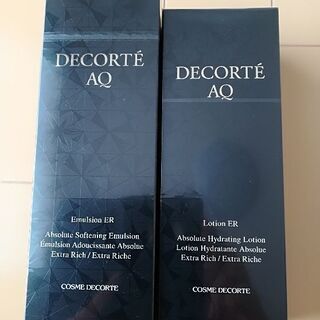 DECORTÉ
AQ
Emulsion ER
Absolute Softening Emulsion
Émulsion Adoucissante Absolue
Extra Rich / Extra Riche
COSME DECORTE
DECORTÉ
AQ
Lotion ER
Absolute Hydrating Lotion
Lotion Hydratante Absolue
Extra Rich / Extra Riche
COSME DECORTE